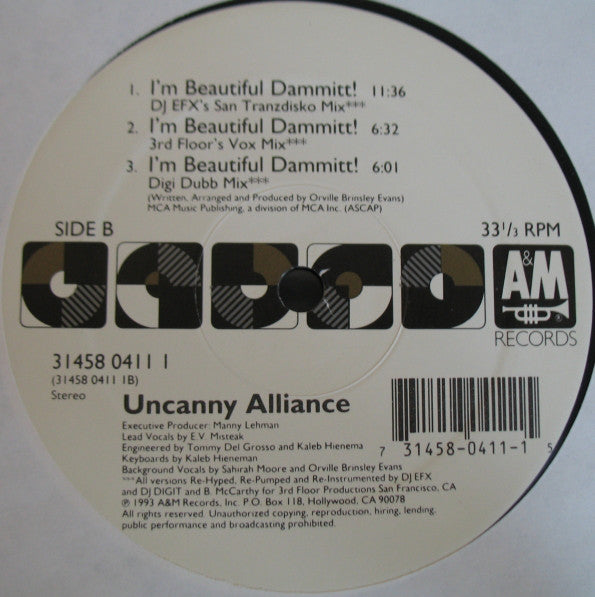 1. I'm Beautiful Dammitt! 11:36
DJ EFX's San Tranzdisko Mix***
2. I'm Beautiful Dammitt! 6:32
3rd Floor's Vox Mix***
3. I'm Beautiful Dammitt! 6:01
Digi Dubb Mix***
(Written, Arranged and Produced by Orville Brinsley Evans)
MCA Music Publishing, a division of MCA Inc. (ASCAP)
SIDE B
33 1/3 RPM
A&M
RECORDS
31458 0411 1
(31458 0411 1B)
Stereo
Uncanny Alliance
Executive Producer: Manny Lehman
Lead Vocals by E.V. Misteak
Engineered by Tommy Del Grosso and Kaleb Hienema
Keyboards by Kaleb Hieneman
Background Vocals by Sahirah Moore and Orville Brinsley Evans
***All versions Re-Hyped, Re-Pumped and Re-Instrumented by DJ EFX
and DJ DIGIT and B. McCarthy for 3rd Floor Productions San Francisco, CA
℗ 1993 A&M Records, Inc. P.O. Box 118, Hollywood, CA 90078
All rights reserved. Unauthorized copying, reproduction, hiring, lending,
public performance and broadcasting prohibited.
7 31458-0411-1 5